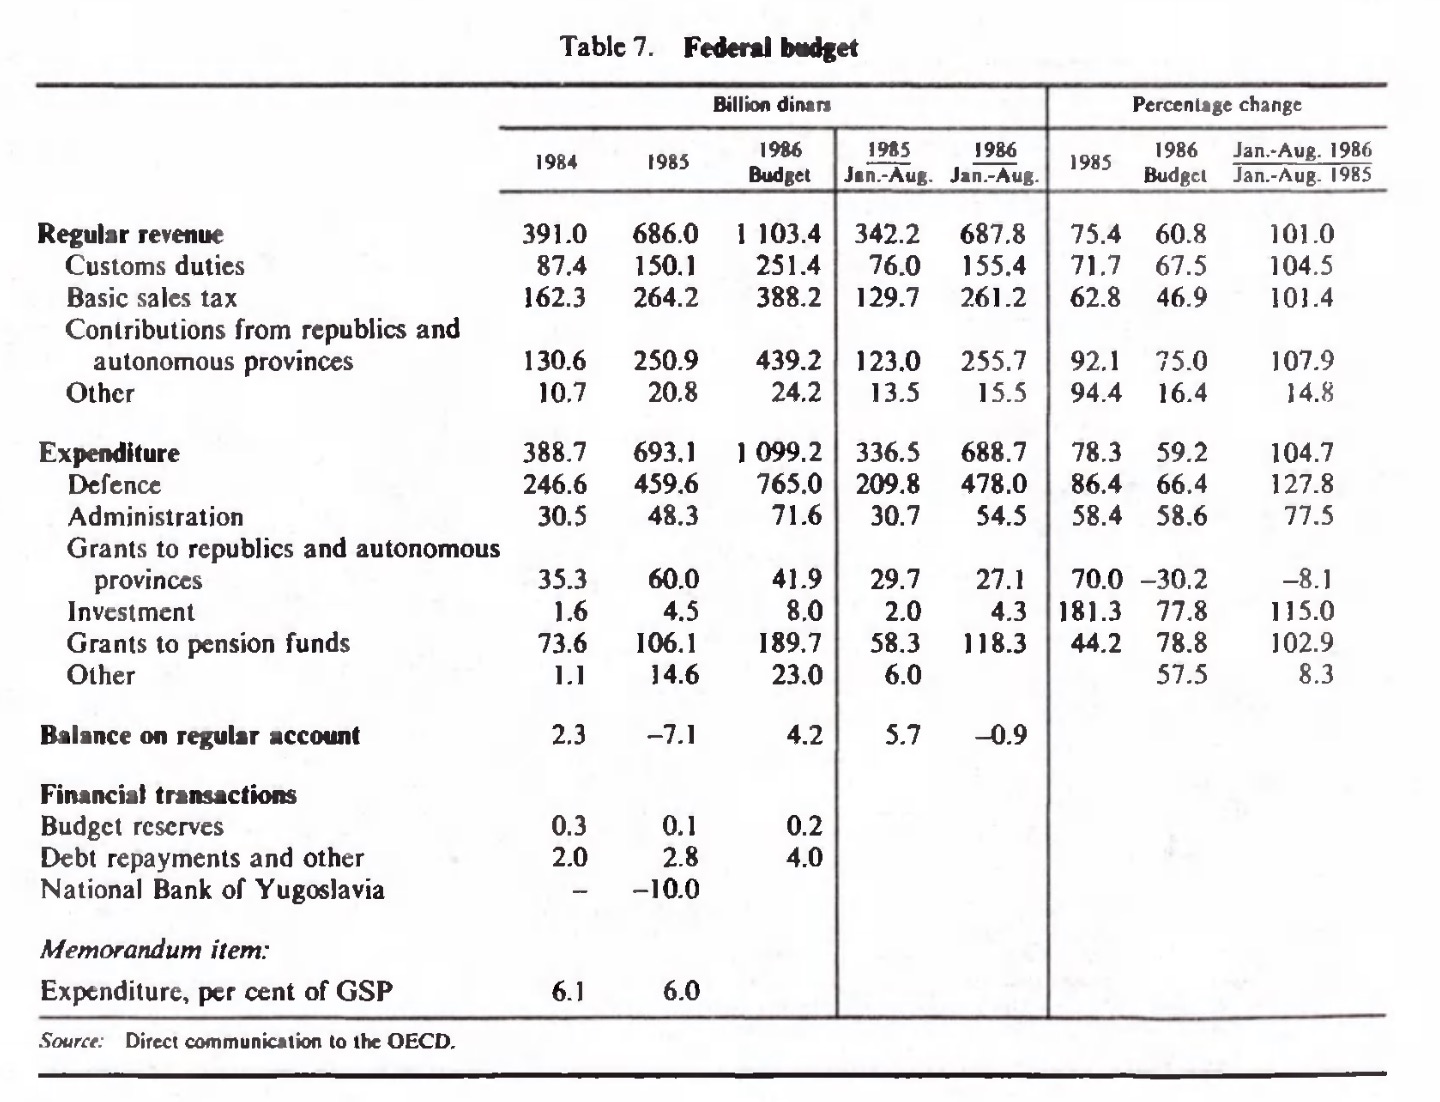 Table 7. Federal budget
Billion dinars Percentage change
1984 1985 1986 Budget 1985 Jan.-Aug. 1986 Jan.-Aug. 1985 1986 Budget Jan.-Aug. 1986 Jan.-Aug. 1985
Regular revenue 391.0 686.0 1 103.4 342.2 687.8 75.4 60.8 101.0
Customs duties 87.4 150.1 251.4 76.0 155.4 71.7 67.5 104.5
Basic sales tax 162.3 264.2 388.2 129.7 261.2 62.8 46.9 101.4
Contributions from republics and
autonomous provinces 130.6 250.9 439.2 123.0 255.7 92.1 75.0 107.9
Other 10.7 20.8 24.2 13.5 15.5 94.4 16.4 14.8
Expenditure 388.7 693.1 1 099.2 336.5 688.7 78.3 59.2 104.7
Defence 246.6 459.6 765.0 209.8 478.0 86.4 66.4 127.8
Administration 30.5 48.3 71.6 30.7 54.5 58.4 58.6 77.5
Grants to republics and autonomous
provinces 35.3 60.0 41.9 29.7 27.1 70.0 –30.2 –8.1
Investment 1.6 4.5 8.0 2.0 4.3 181.3 77.8 115.0
Grants to pension funds 73.6 106.1 189.7 58.3 118.3 44.2 78.8 102.9
Other 1.1 14.6 23.0 6.0 57.5 8.3
Balance on regular account 2.3 –7.1 4.2 5.7 –0.9
Financial transactions
Budget reserves 0.3 0.1 0.2
Debt repayments and other 2.0 2.8 4.0
National Bank of Yugoslavia – –10.0
Memorandum item:
Expenditure, per cent of GSP 6.1 6.0
Source: Direct communication to the OECD.